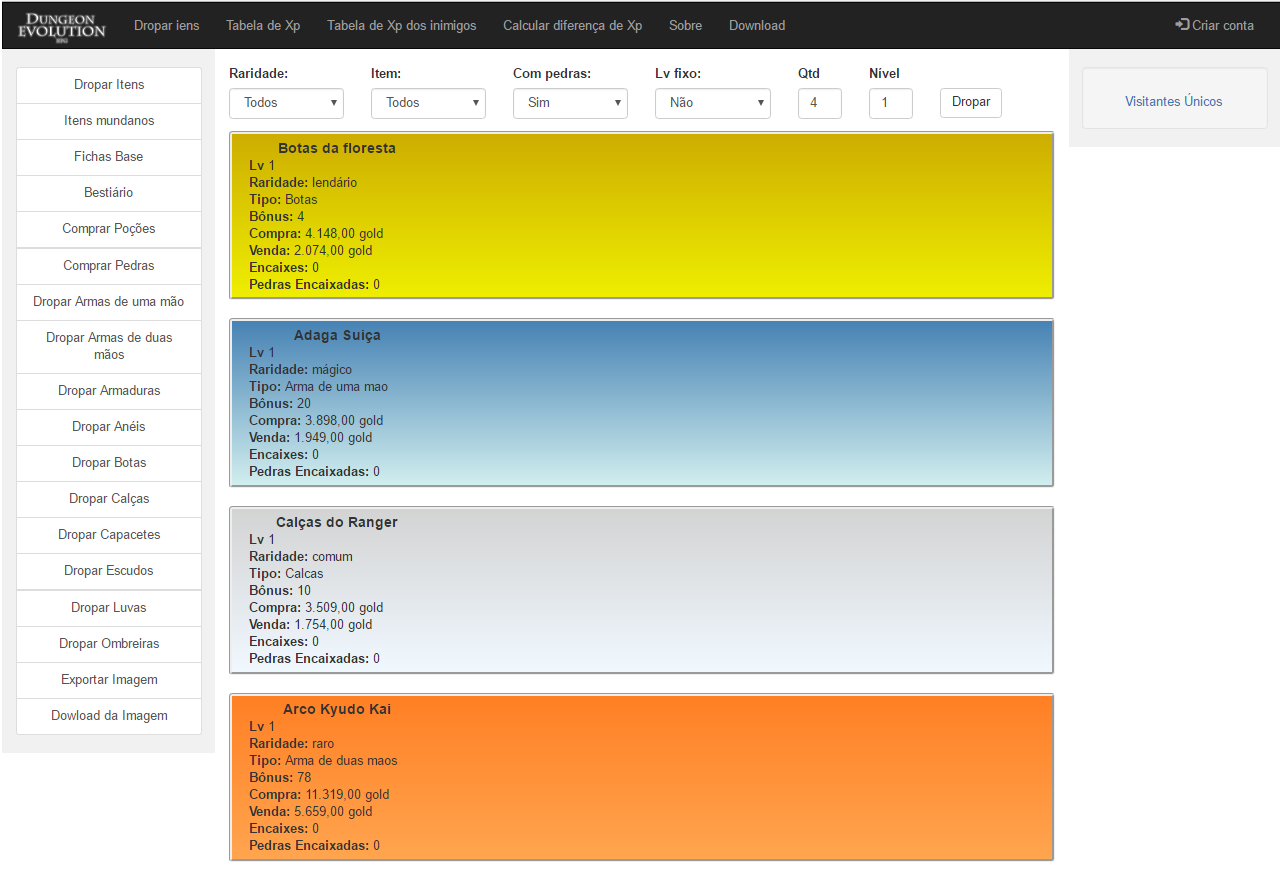 DUNGEON
EVOLUTION
Dropar iens
Tabela de Xp
Tabela de Xp dos inimigos
Calcular diferença de Xp
Sobre
Download
Criar conta
Dropar Itens
Itens mundanos
Fichas Base
Bestiário
Comprar Poções
Comprar Pedras
Dropar Armas de uma mão
Dropar Armas de duas
mãos
Dropar Armaduras
Dropar Anéis
Dropar Botas
Dropar Calças
Dropar Capacetes
Dropar Escudos
Dropar Luvas
Dropar Ombreiras
Exportar Imagem
Dowload da Imagem
Raridade:
Item:
Com pedras:
Lv fixo:
Qtd
Nível
Todos
Todos
Sim
Não
4
1
Dropar
Botas da floresta
Lv 1
Raridade: lendário
Tipo: Botas
Bônus: 4
Compra: 4.148,00 gold
Venda: 2.074,00 gold
Encaixes: 0
Pedras Encaixadas: 0
Adaga Suiça
Lv 1
Raridade: mágico
Tipo: Arma de uma mao
Bônus: 20
Compra: 3.898,00 gold
Venda: 1.949,00 gold
Encaixes: 0
Pedras Encaixadas: 0
Calças do Ranger
Lv 1
Raridade: comum
Tipo: Calcas
Bônus: 10
Compra: 3.509,00 gold
Venda: 1.754,00 gold
Encaixes: 0
Pedras Encaixadas: 0
Arco Kyudo Kai
Lv 1
Raridade: raro
Tipo: Arma de duas maos
Bônus: 78
Compra: 11.319,00 gold
Venda: 5.659,00 gold
Encaixes: 0
Pedras Encaixadas: 0
Visitantes Únicos